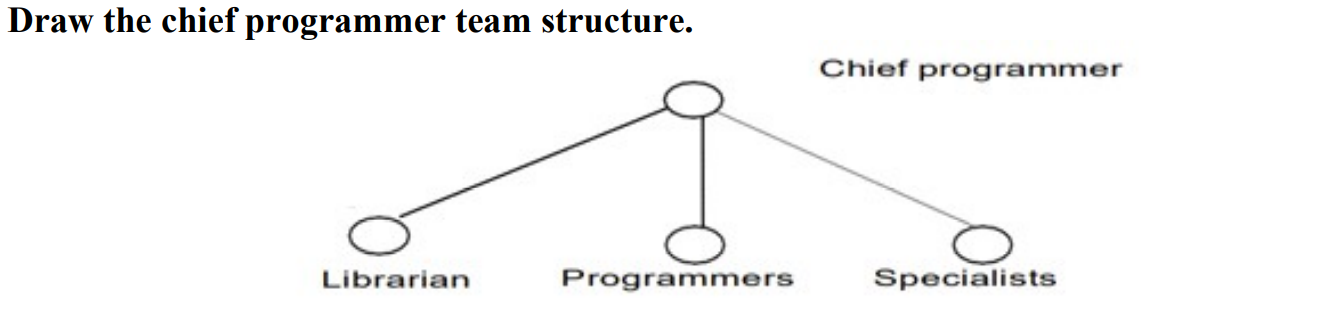 Draw the chief programmer team structure.
Chief programmer
Librarian
Programmers
Specialists